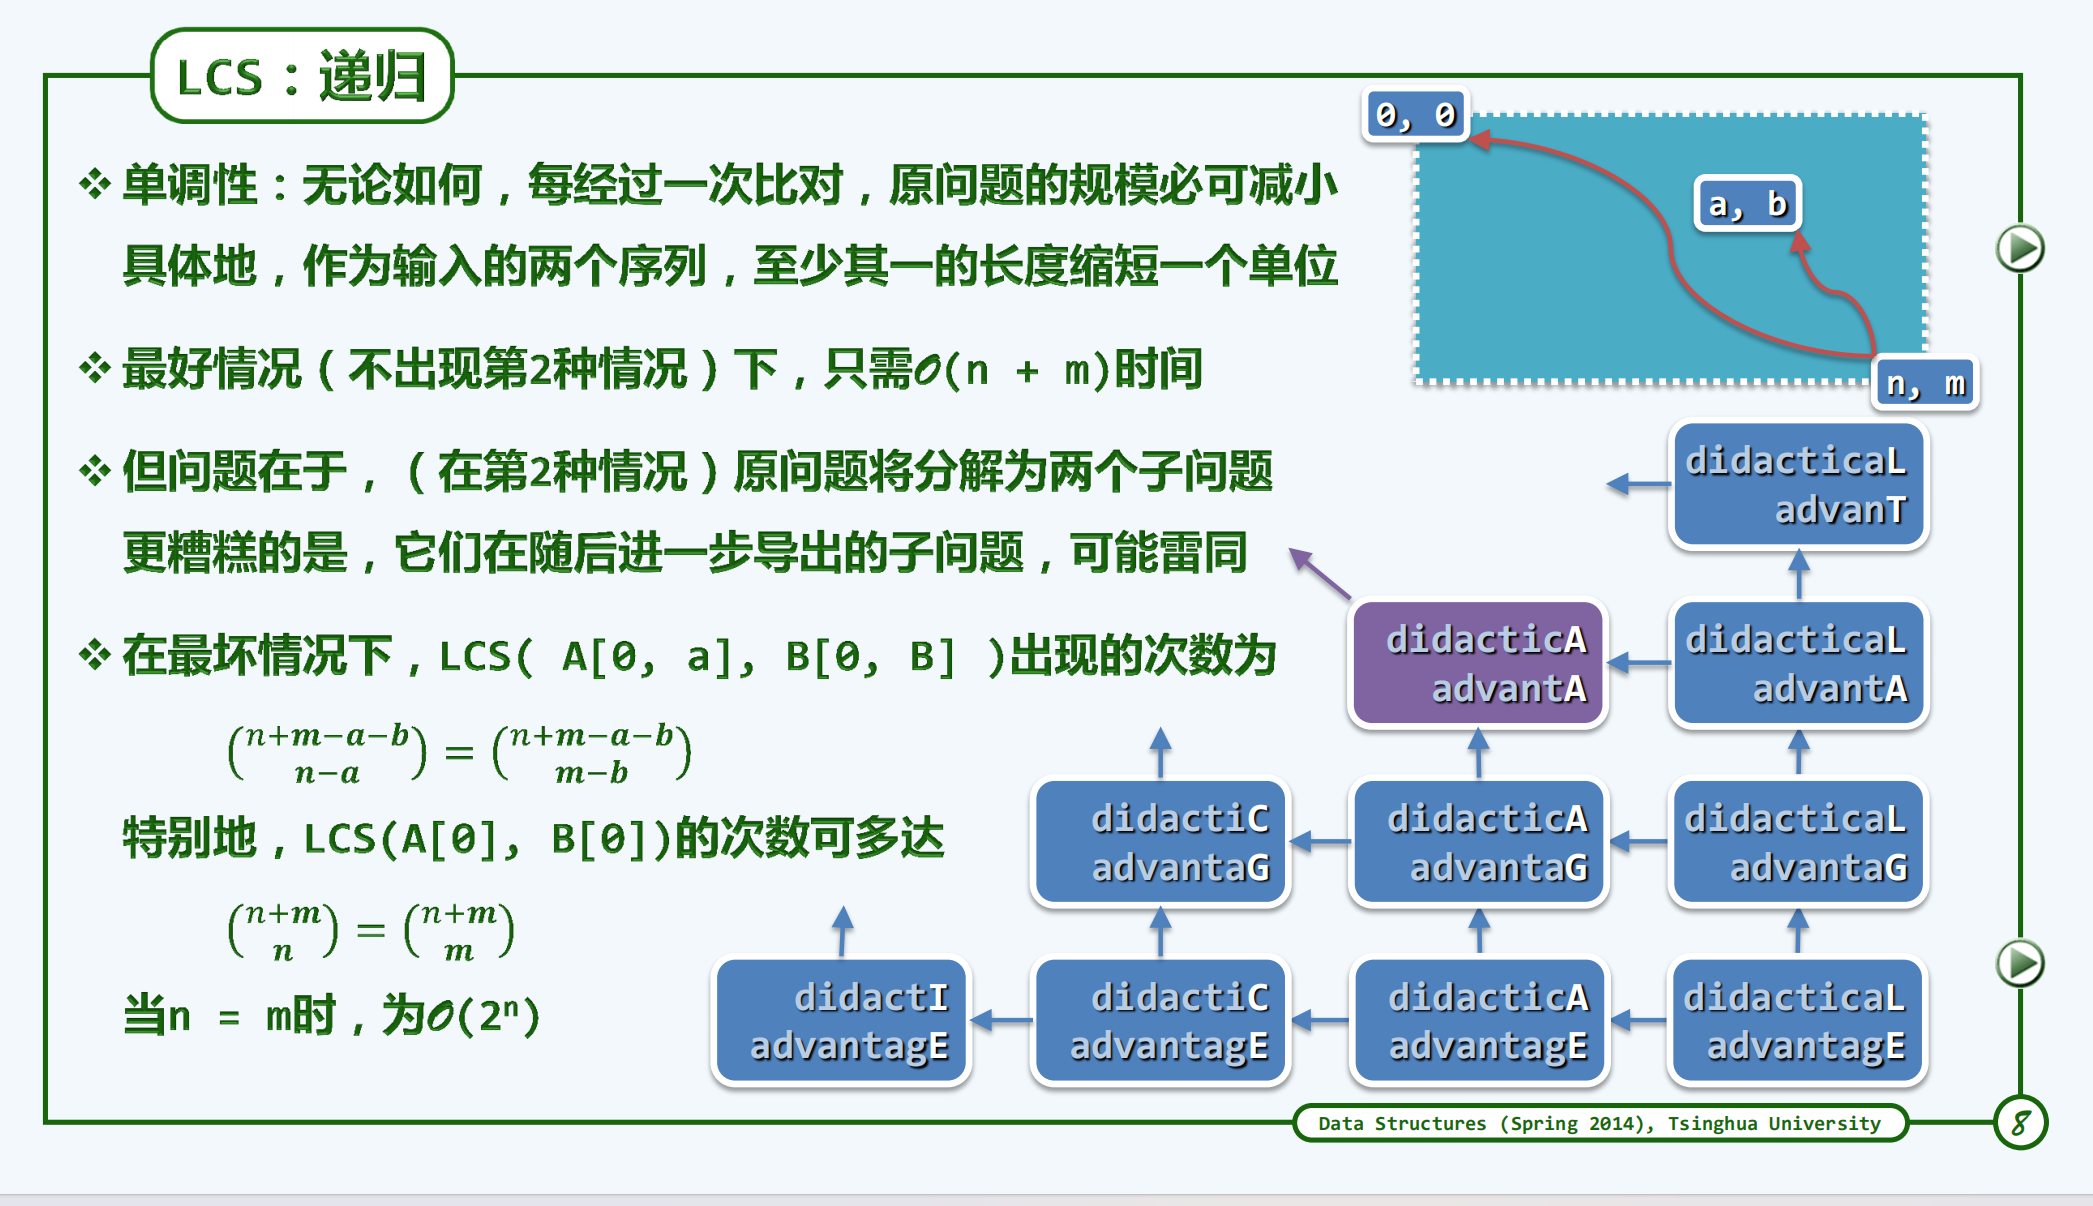 LCS：递归
❖ 单调性：无论如何，每经过一次比对，原问题的规模必可减小
具体地，作为输入的两个序列，至少其一的长度缩短一个单位
❖ 最好情况（不出现第2种情况）下，只需𝒪(n + m)时间
❖ 但问题在于，（在第2种情况）原问题将分解为两个子问题
更糟糕的是，它们在随后进一步导出的子问题，可能雷同
❖ 在最坏情况下，LCS( A[0, a], B[0, B] )出现的次数为
(n+m−a−b
n−a) = (n+m−a−b
m−b)
特别地，LCS(A[0], B[0])的次数可多达
(n+m
n) = (n+m
m)
当n = m时，为𝒪(2ⁿ)
0, 0
a, b
n, m
didacticaL
advanT
didacticA
advantA
didacticaL
advantA
didactiC
advantaG
didacticA
advantaG
didacticaL
advantaG
didactI
advantagE
didactiC
advantagE
didacticA
advantagE
didacticaL
advantagE
Data Structures (Spring 2014), Tsinghua University
8